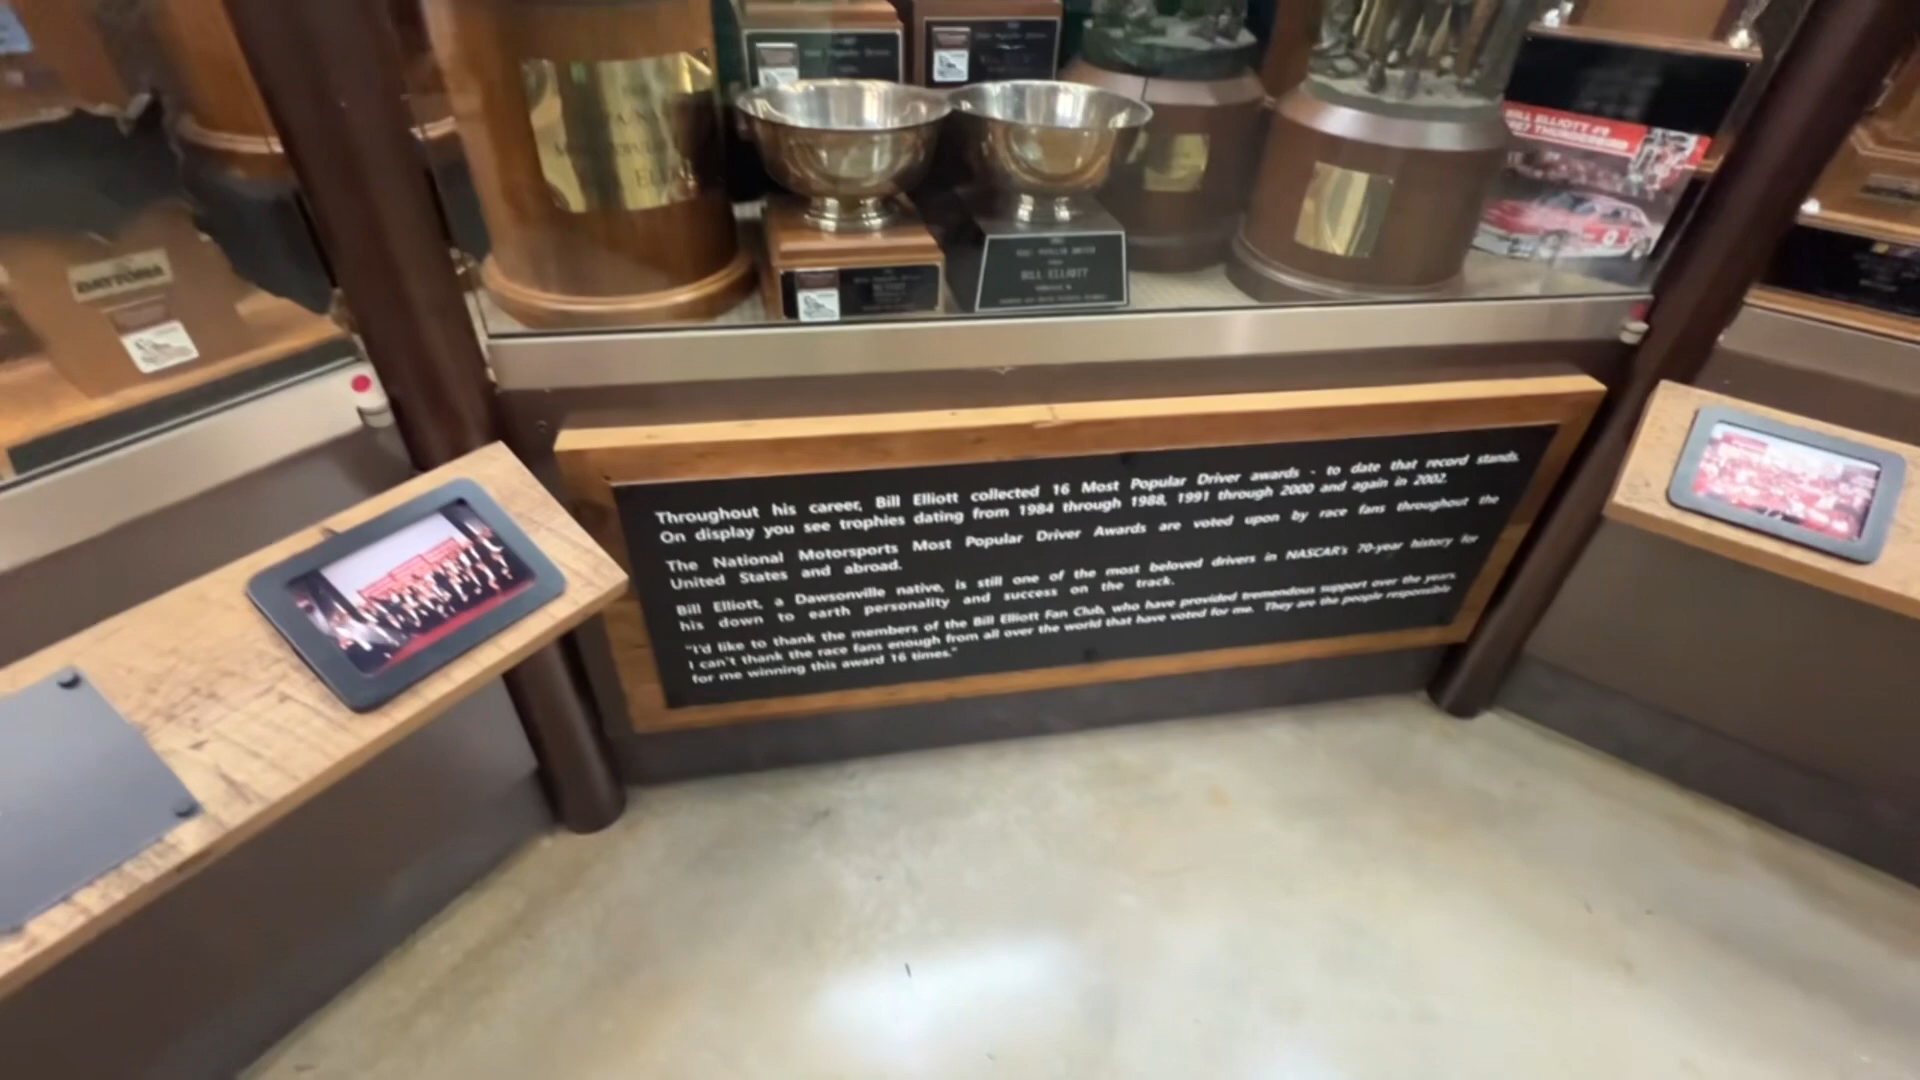 DAYTONA
BILL ELLIOTT #9
1987 THUNDERBIRD
MOST POPULAR DRIVER
BILL ELLIOTT
Throughout his career, Bill Elliott collected 16 Most Popular Driver awards - to date that record stands.
On display you see trophies dating from 1984 through 1988, 1991 through 2000 and again in 2002.
The National Motorsports Most Popular Driver Awards are voted upon by race fans throughout the
United States and abroad.
Bill Elliott, a Dawsonville native, is still one of the most beloved drivers in NASCAR's 70-year history for
his down to earth personality and success on the track.
"I'd like to thank the members of the Bill Elliott Fan Club, who have provided tremendous support over the years.
I can't thank the race fans enough from all over the world that have voted for me. They are the people responsible
for me winning this award 16 times."